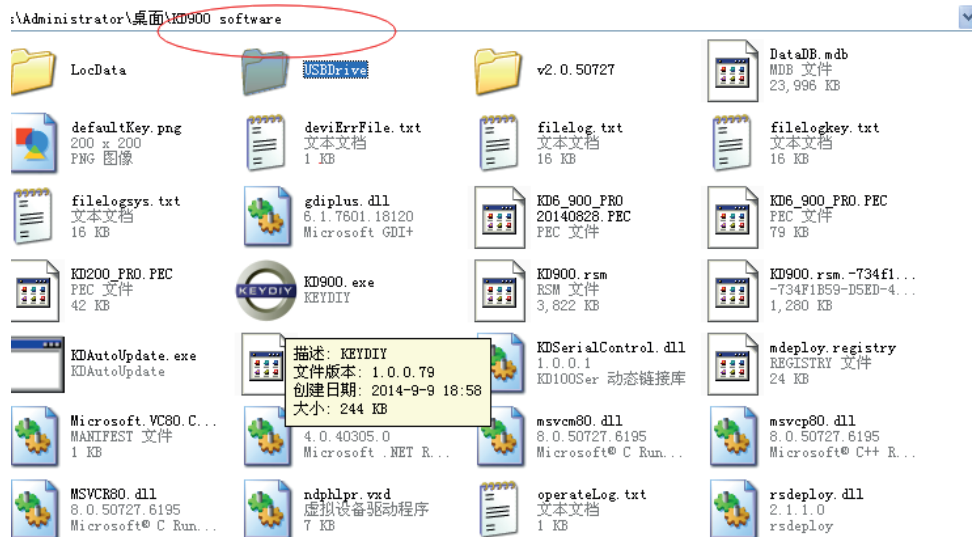 s\Administrator\桌面\KD900 software
LocData
USBDrive
v2.0.50727
DataDB.mdb
MDB 文件
23,996 KB
defaultKey.png
200 x 200
PNG 图像
deviErrFile.txt
文本文档
1 KB
filelog.txt
文本文档
16 KB
filelogkey.txt
文本文档
16 KB
filelogsys.txt
文本文档
16 KB
gdiplus.dll
6.1.7601.18120
Microsoft GDI+
KD6_900_PRO
20140828.PEC
PEC 文件
KD6_900_PRO.PEC
PEC 文件
79 KB
KD200_PRO.PEC
PEC 文件
42 KB
KEYDIY
KD900.exe
KEYDIY
KD900.rsm
RSM 文件
3,822 KB
KD900.rsm.-734f1...
-734F1B59-D5ED-4...
1,280 KB
KDAutoUpdate.exe
KDAutoUpdate
描述: KEYDIY
文件版本: 1.0.0.79
创建日期: 2014-9-9 18:58
大小: 244 KB
KDSerialControl.dll
1.0.0.1
KD100Ser 动态链接库
mdeploy.registry
REGISTRY 文件
24 KB
Microsoft.VC80.C...
MANIFEST 文件
1 KB
4.0.40305.0
Microsoft .NET R...
msvcm80.dll
8.0.50727.6195
Microsoft® C Run...
msvcp80.dll
8.0.50727.6195
Microsoft® C++ R...
MSVCR80.dll
8.0.50727.6195
Microsoft® C Run...
ndphlpr.vxd
虚拟设备驱动程序
7 KB
operateLog.txt
文本文档
1 KB
rsdeploy.dll
2.1.1.0
rsdeploy